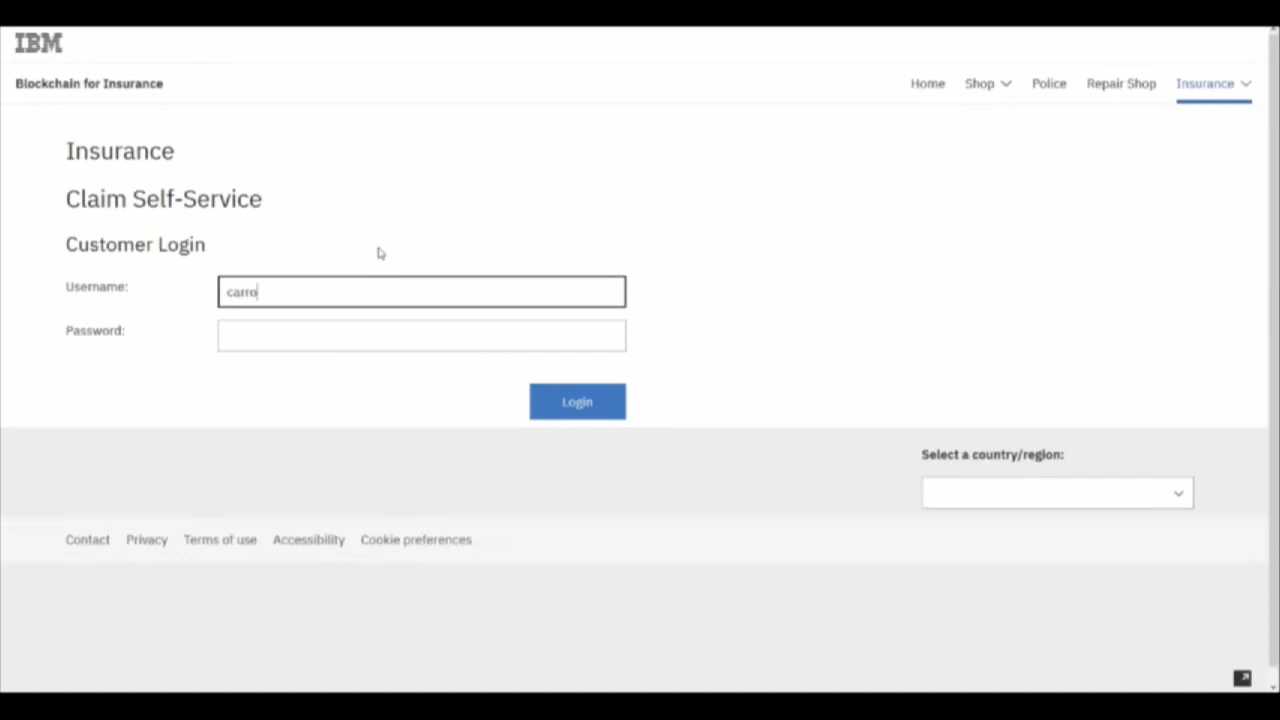 IBM
Blockchain for Insurance
Home Shop Police Repair Shop Insurance
Insurance
Claim Self-Service
Customer Login
Username:
carro
Password:
Login
Select a country/region:
Contact Privacy Terms of use Accessibility Cookie preferences